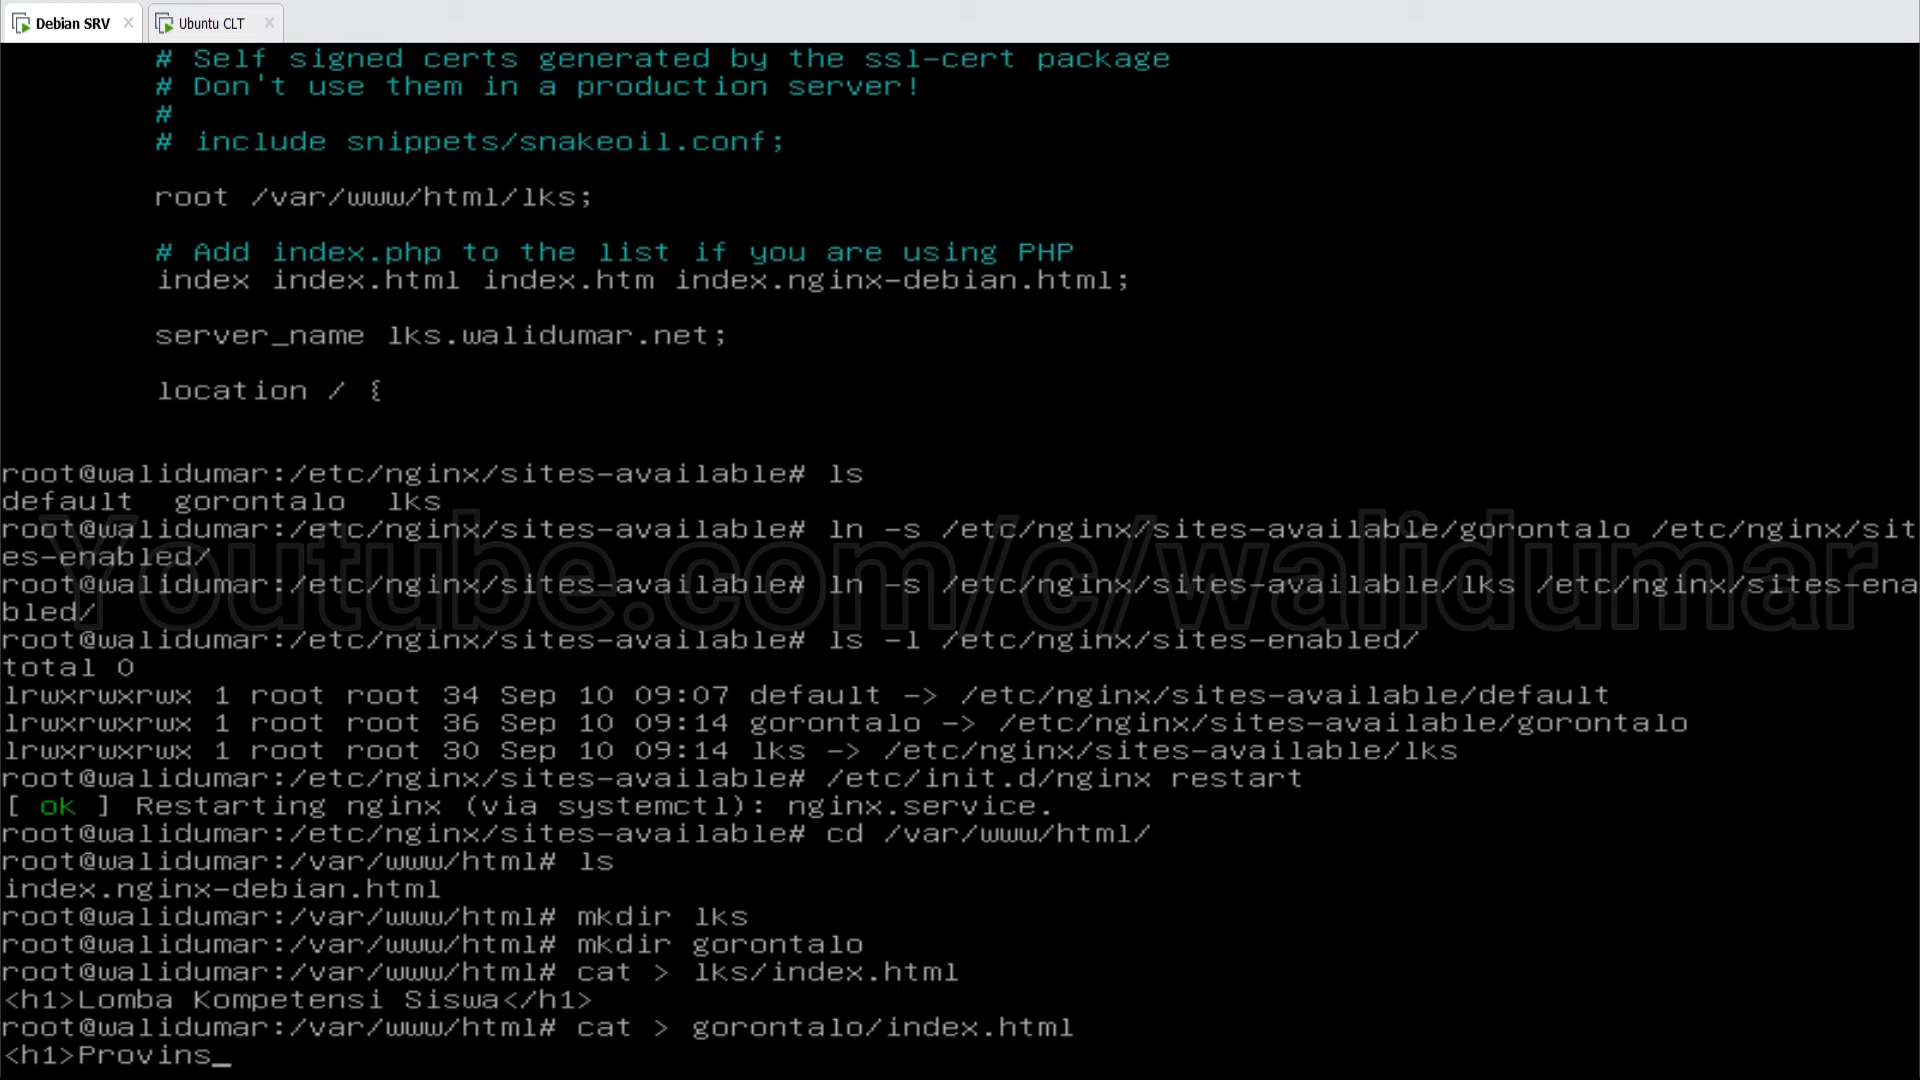 Debian SRV
Ubuntu CLT
# Self signed certs generated by the ssl-cert package
# Don't use them in a production server!
#
# include snippets/snakeoil.conf;
root /var/www/html/lks;
# Add index.php to the list if you are using PHP
index index.html index.htm index.nginx-debian.html;
server_name lks.walidumar.net;
location / {
root@walidumar:/etc/nginx/sites-available# ls
default  gorontalo  lks
root@walidumar:/etc/nginx/sites-available# ln -s /etc/nginx/sites-available/gorontalo /etc/nginx/sit
es-enabled/
root@walidumar:/etc/nginx/sites-available# ln -s /etc/nginx/sites-available/lks /etc/nginx/sites-ena
bled/
Youtube.com/c/walidumar
root@walidumar:/etc/nginx/sites-available# ls -l /etc/nginx/sites-enabled/
total 0
lrwxrwxrwx 1 root root 34 Sep 10 09:07 default -> /etc/nginx/sites-available/default
lrwxrwxrwx 1 root root 36 Sep 10 09:14 gorontalo -> /etc/nginx/sites-available/gorontalo
lrwxrwxrwx 1 root root 30 Sep 10 09:14 lks -> /etc/nginx/sites-available/lks
root@walidumar:/etc/nginx/sites-available# /etc/init.d/nginx restart
[ ok ] Restarting nginx (via systemctl): nginx.service.
root@walidumar:/etc/nginx/sites-available# cd /var/www/html/
root@walidumar:/var/www/html# ls
index.nginx-debian.html
root@walidumar:/var/www/html# mkdir lks
root@walidumar:/var/www/html# mkdir gorontalo
root@walidumar:/var/www/html# cat > lks/index.html
<h1>Lomba Kompetensi Siswa</h1>
root@walidumar:/var/www/html# cat > gorontalo/index.html
<h1>Provins_